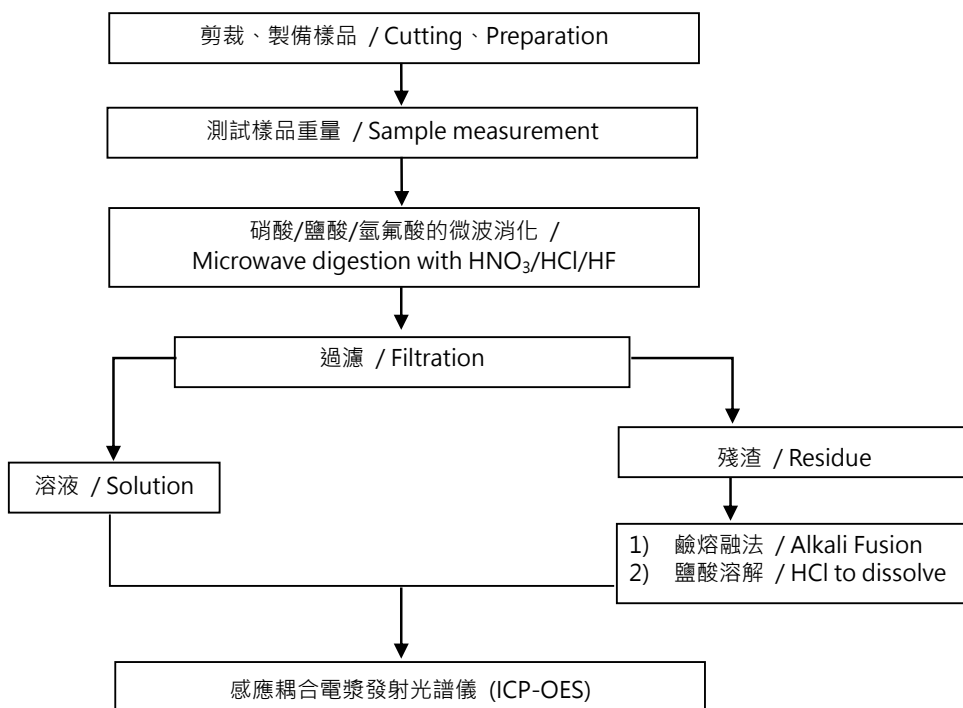 剪裁、製備樣品 / Cutting、Preparation
測試樣品重量 / Sample measurement
硝酸/鹽酸/氫氟酸的微波消化 /
Microwave digestion with HNO₃/HCl/HF
過濾 / Filtration
溶液 / Solution
殘渣 / Residue
1) 鹼熔融法 / Alkali Fusion
2) 鹽酸溶解 / HCl to dissolve
感應耦合電漿發射光譜儀 (ICP-OES)